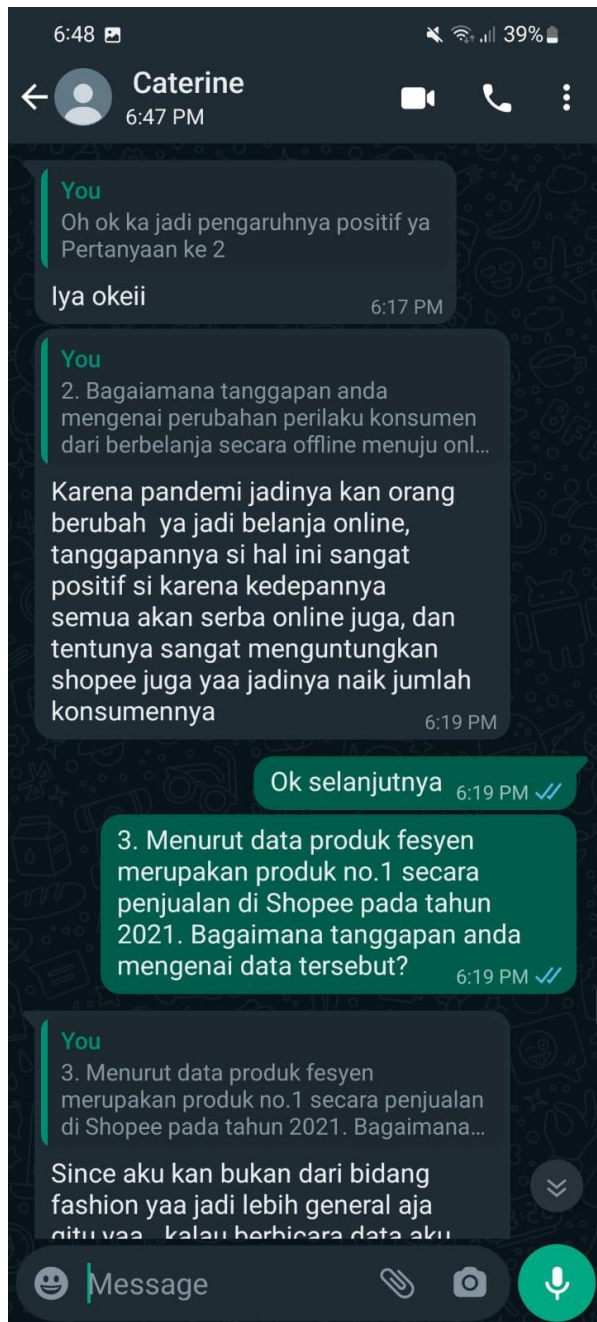 6:48
39%
Caterine
6:47 PM
You
Oh ok ka jadi pengaruhnya positif ya
Pertanyaan ke 2
Iya okeii
6:17 PM
You
2. Bagaiamana tanggapan anda
mengenai perubahan perilaku konsumen
dari berbelanja secara offline menuju onl...
Karena pandemi jadinya kan orang
berubah ya jadi belanja online,
tanggapannya si hal ini sangat
positif si karena kedepannya
semua akan serba online juga, dan
tentunya sangat menguntungkan
shopee juga yaa jadinya naik jumlah
konsumennya
6:19 PM
Ok selanjutnya 6:19 PM
3. Menurut data produk fesyen
merupakan produk no.1 secara
penjualan di Shopee pada tahun
2021. Bagaimana tanggapan anda
mengenai data tersebut?
6:19 PM
You
3. Menurut data produk fesyen
merupakan produk no.1 secara penjualan
di Shopee pada tahun 2021. Bagaimana...
Since aku kan bukan dari bidang
fashion yaa jadi lebih general aja
gitu yaa.. kalau berbicara data aku
Message